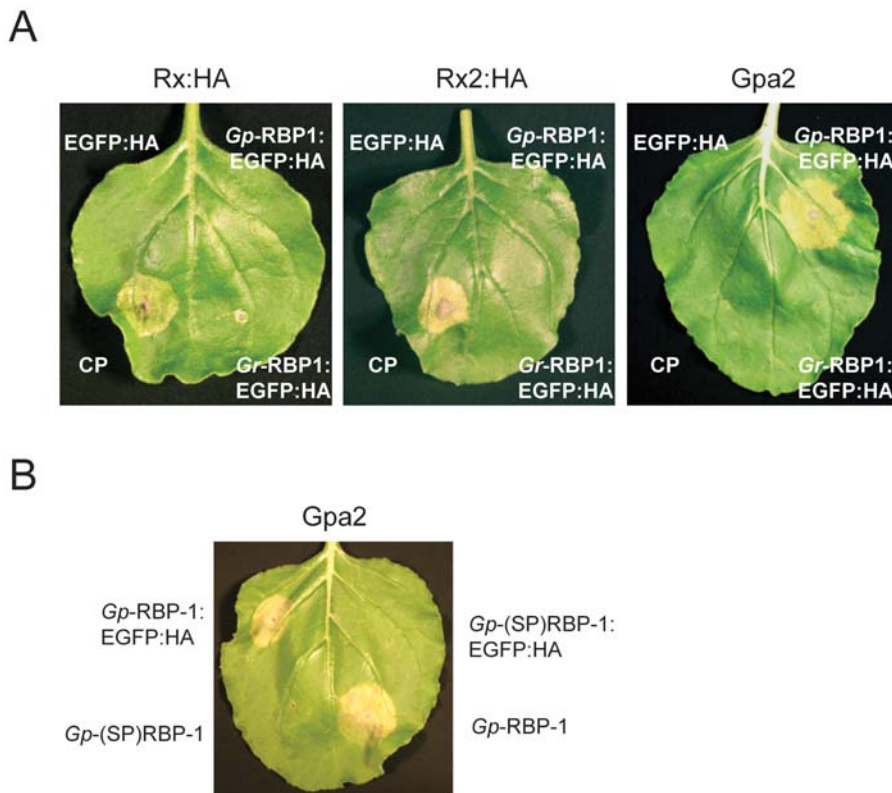 A
Rx:HA
Rx2:HA
Gpa2
EGFP:HA
Gp-RBP1:
EGFP:HA
CP
Gr-RBP1:
EGFP:HA
EGFP:HA
Gp-RBP1:
EGFP:HA
CP
Gr-RBP1:
EGFP:HA
EGFP:HA
Gp-RBP1:
EGFP:HA
CP
Gr-RBP1:
EGFP:HA
B
Gpa2
Gp-RBP-1:
EGFP:HA
Gp-(SP)RBP-1:
EGFP:HA
Gp-(SP)RBP-1
Gp-RBP-1